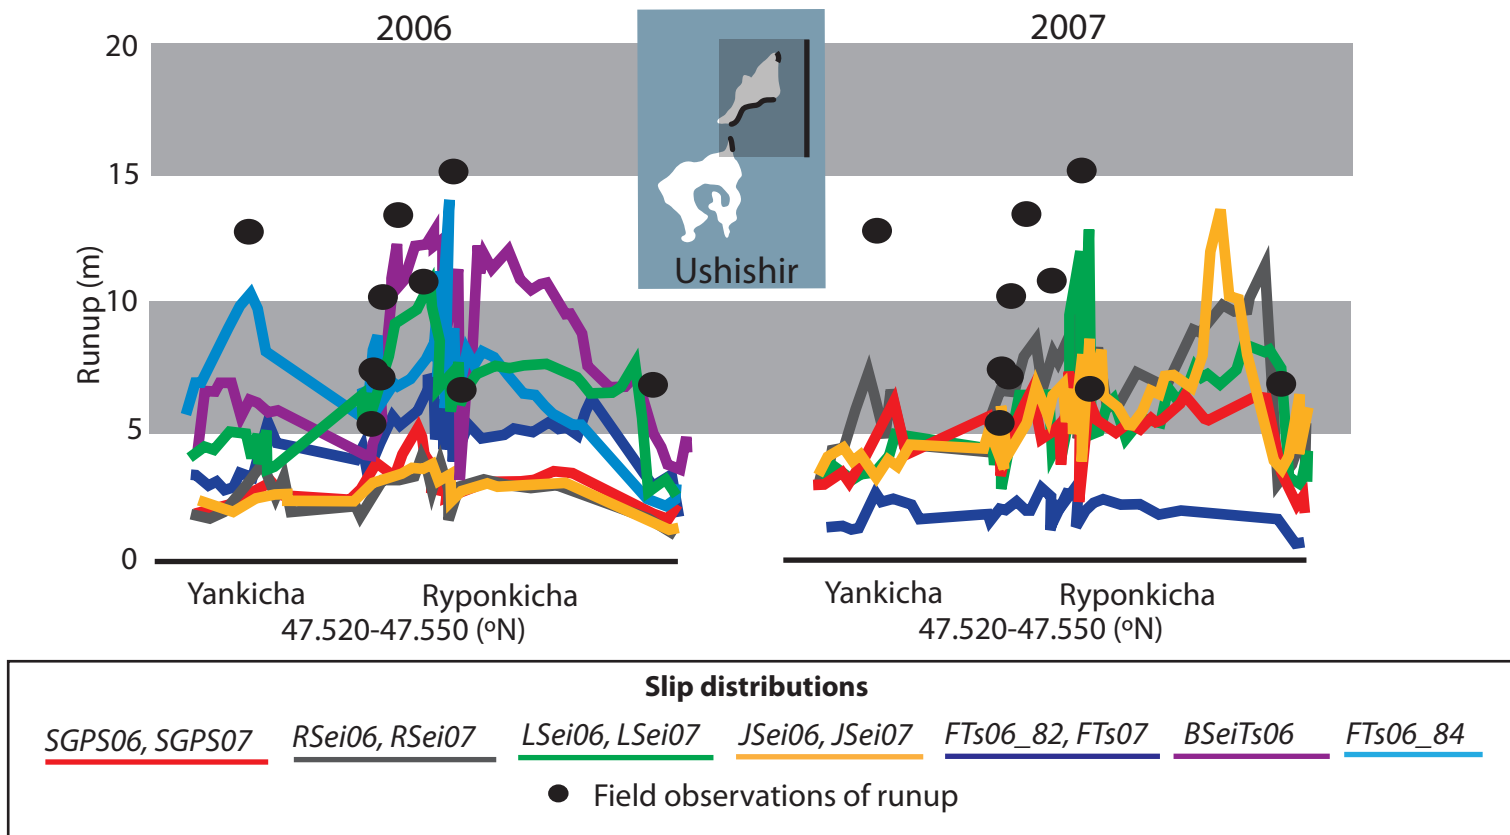 2006
2007
20
15
10
5
0
Runup (m)
Ushishir
Yankicha
Ryponkicha
47.520-47.550 (ºN)
Yankicha
Ryponkicha
47.520-47.550 (ºN)
Slip distributions
SGPS06, SGPS07
RSei06, RSei07
LSei06, LSei07
JSei06, JSei07
FTs06_82, FTs07
BSeiTs06
FTs06_84
Field observations of runup